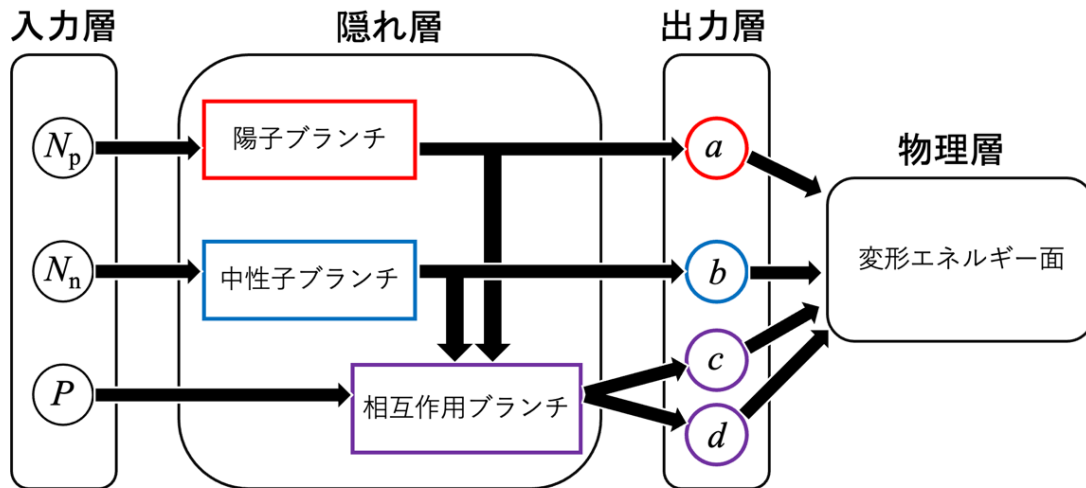 入力層
隠れ層
出力層
物理層
N_p
陽子ブランチ
a
N_n
中性子ブランチ
b
変形エネルギー面
P
相互作用ブランチ
c
d